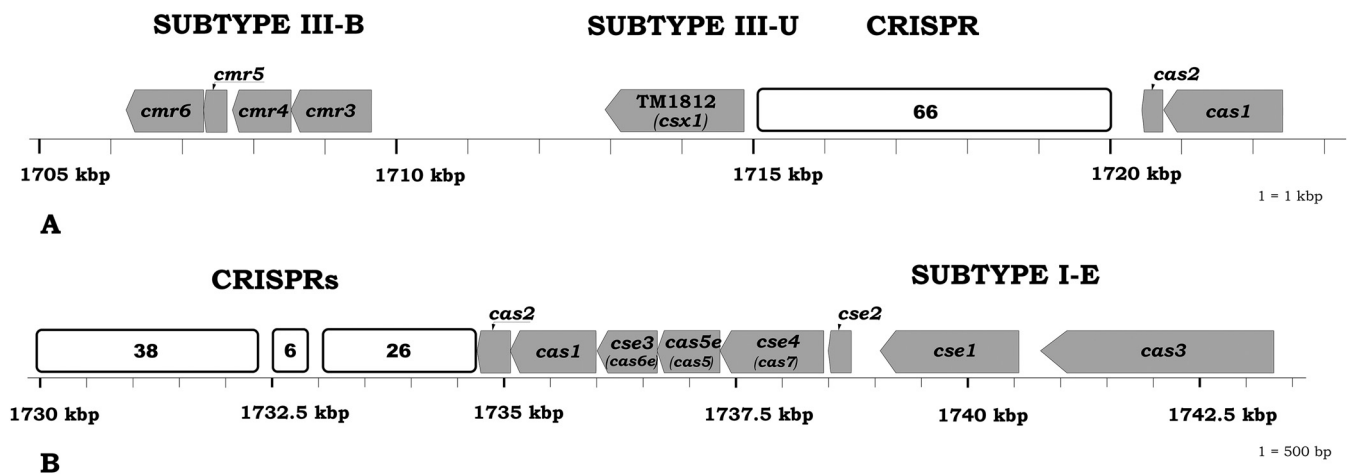 SUBTYPE III-B SUBTYPE III-U CRISPR
cmr5 cas2
cmr6 cmr4 cmr3 TM1812 66 cas1
(csx1)
1705 kbp 1710 kbp 1715 kbp 1720 kbp
1 = 1 kbp
A
CRISPRs SUBTYPE I-E
cas2 cse2
38 6 26 cas1 cse3 cas5e cse4 cse1 cas3
(cas6e) (cas5) (cas7)
1730 kbp 1732.5 kbp 1735 kbp 1737.5 kbp 1740 kbp 1742.5 kbp
1 = 500 bp
B